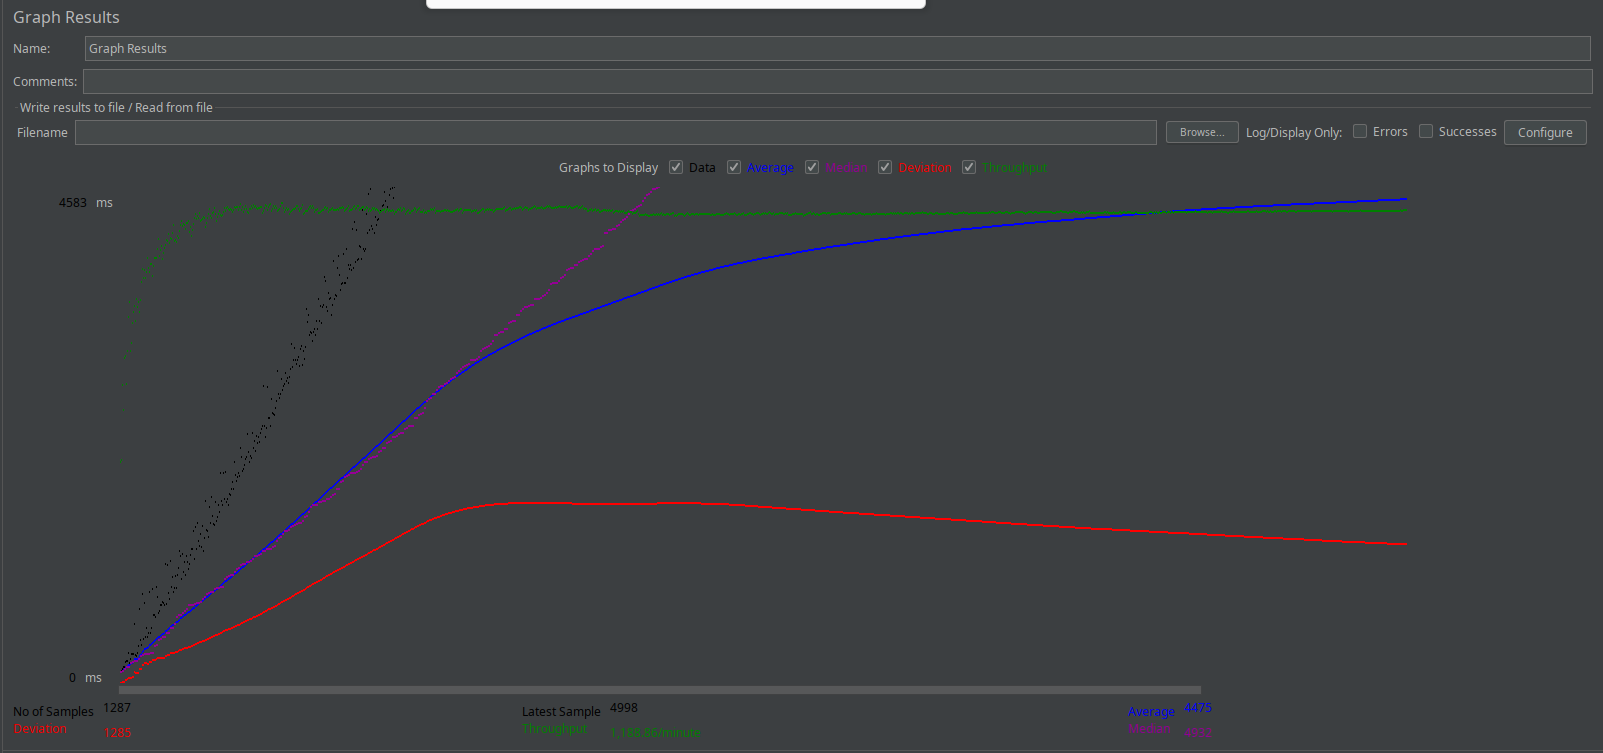 Graph Results
Name: Graph Results
Comments:
Write results to file / Read from file
Filename Browse... Log/Display Only: Errors Successes Configure
Graphs to Display Data Average Median Deviation Throughput
4583 ms
0 ms
No of Samples 1287 Latest Sample 4998 Average 4475
Deviation 1285 Throughput 1,188.86/minute Median